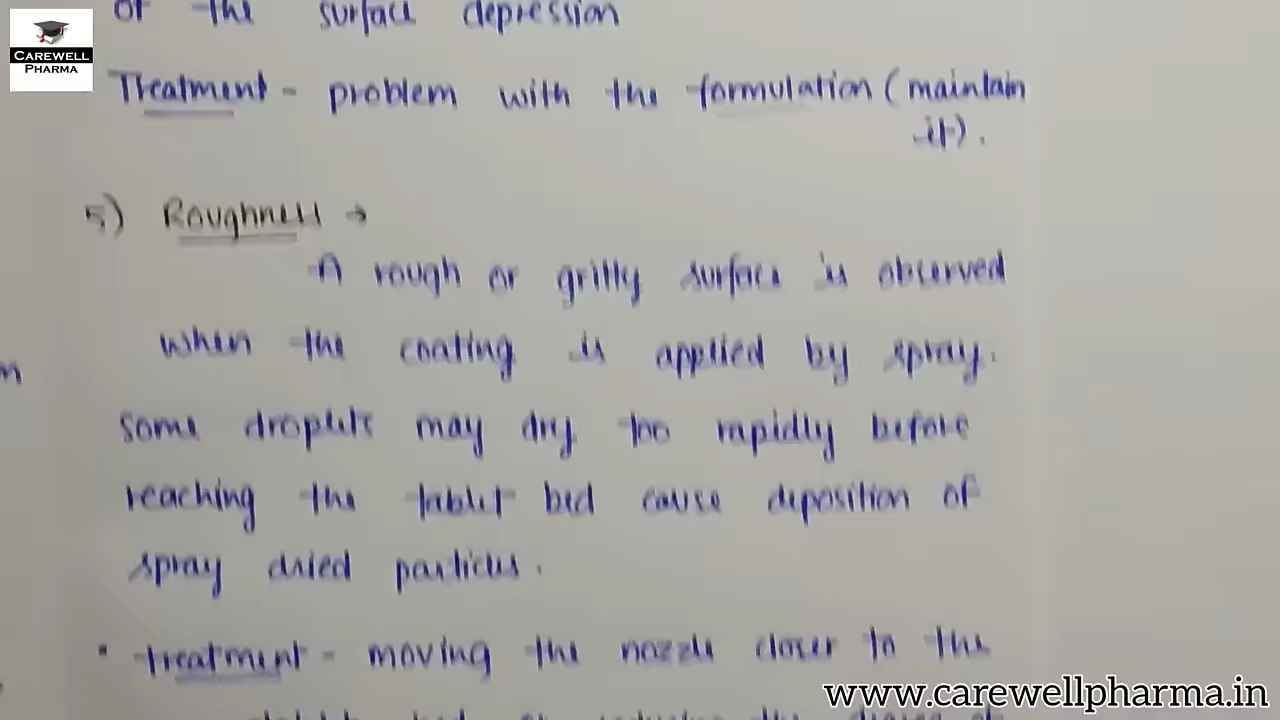 CAREWELL
PHARMA
of the surface depression
Treatment - problem with the formulation (maintain
it).
5) Roughness →
A rough or gritty surface is observed
when the coating is applied by spray.
some droplets may dry too rapidly before
reaching the tablet bed cause deposition of
spray dried particles.
* treatment - moving the nozzle closer to the
www.carewellpharma.in